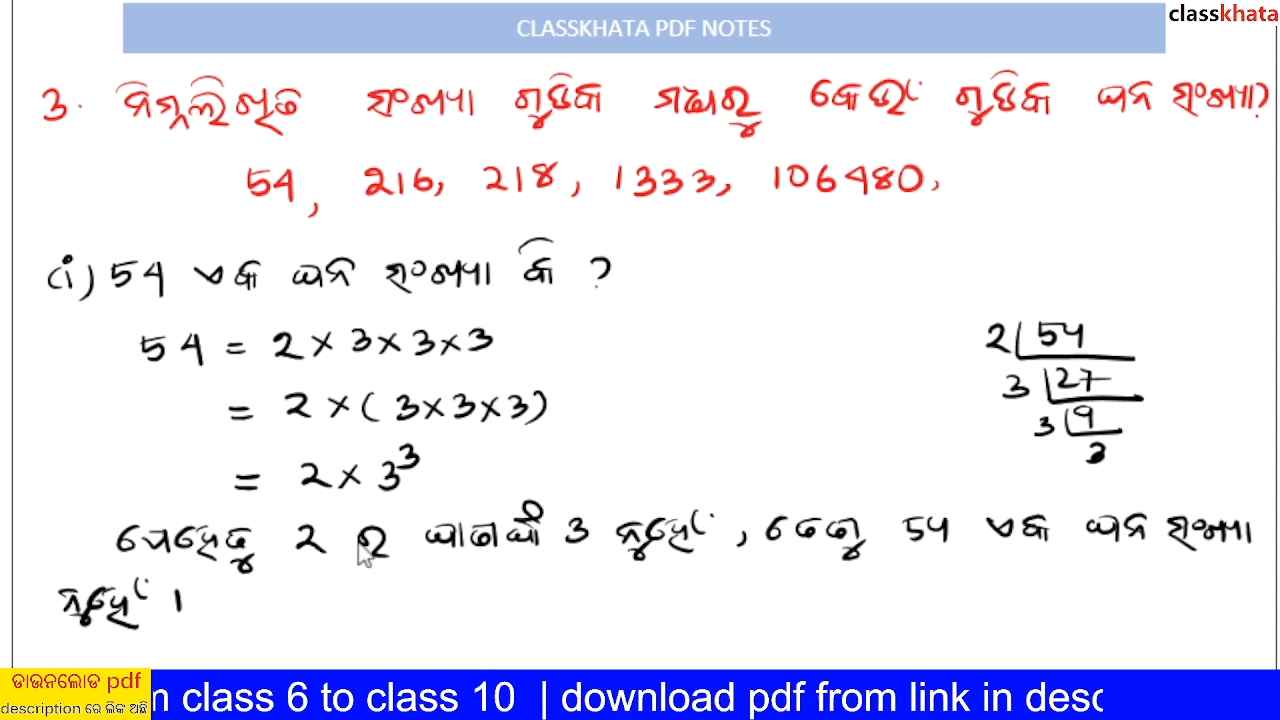 CLASSKHATA PDF NOTES
classkhata
3. ନିମ୍ନଲିଖିତ ସଂଖ୍ୟା ଗୁଡିକ ମଧ୍ୟରୁ କେଉଁ ଗୁଡିକ ଘନ ସଂଖ୍ୟା?
54, 216, 218, 1333, 106480,
(i) 54 ଏକ ଘନ ସଂଖ୍ୟା କି ?
54 = 2 × 3 × 3 × 3
= 2 × ( 3 × 3 × 3)
= 2 × 3³
2 | 54
3 | 27
3 | 9
3
ଯେହେତୁ 2 ର ଘାତାଙ୍କ 3 ନୁହେଁ , ତେଣୁ 54 ଏକ ଘନ ସଂଖ୍ୟା
ନୁହେଁ ।
ଡାଉନଲୋଡ pdf
description ରେ ଲିଙ୍କ ଅଛି
m class 6 to class 10 | download pdf from link in desc